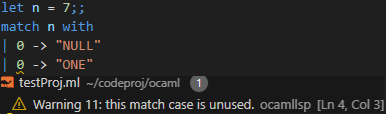 let n = 7;;
match n with
| 0 -> "NULL"
| 0 -> "ONE"
testProj.ml ~/codeproj/ocaml 1
Warning 11: this match case is unused. ocamllsp [Ln 4, Col 3]